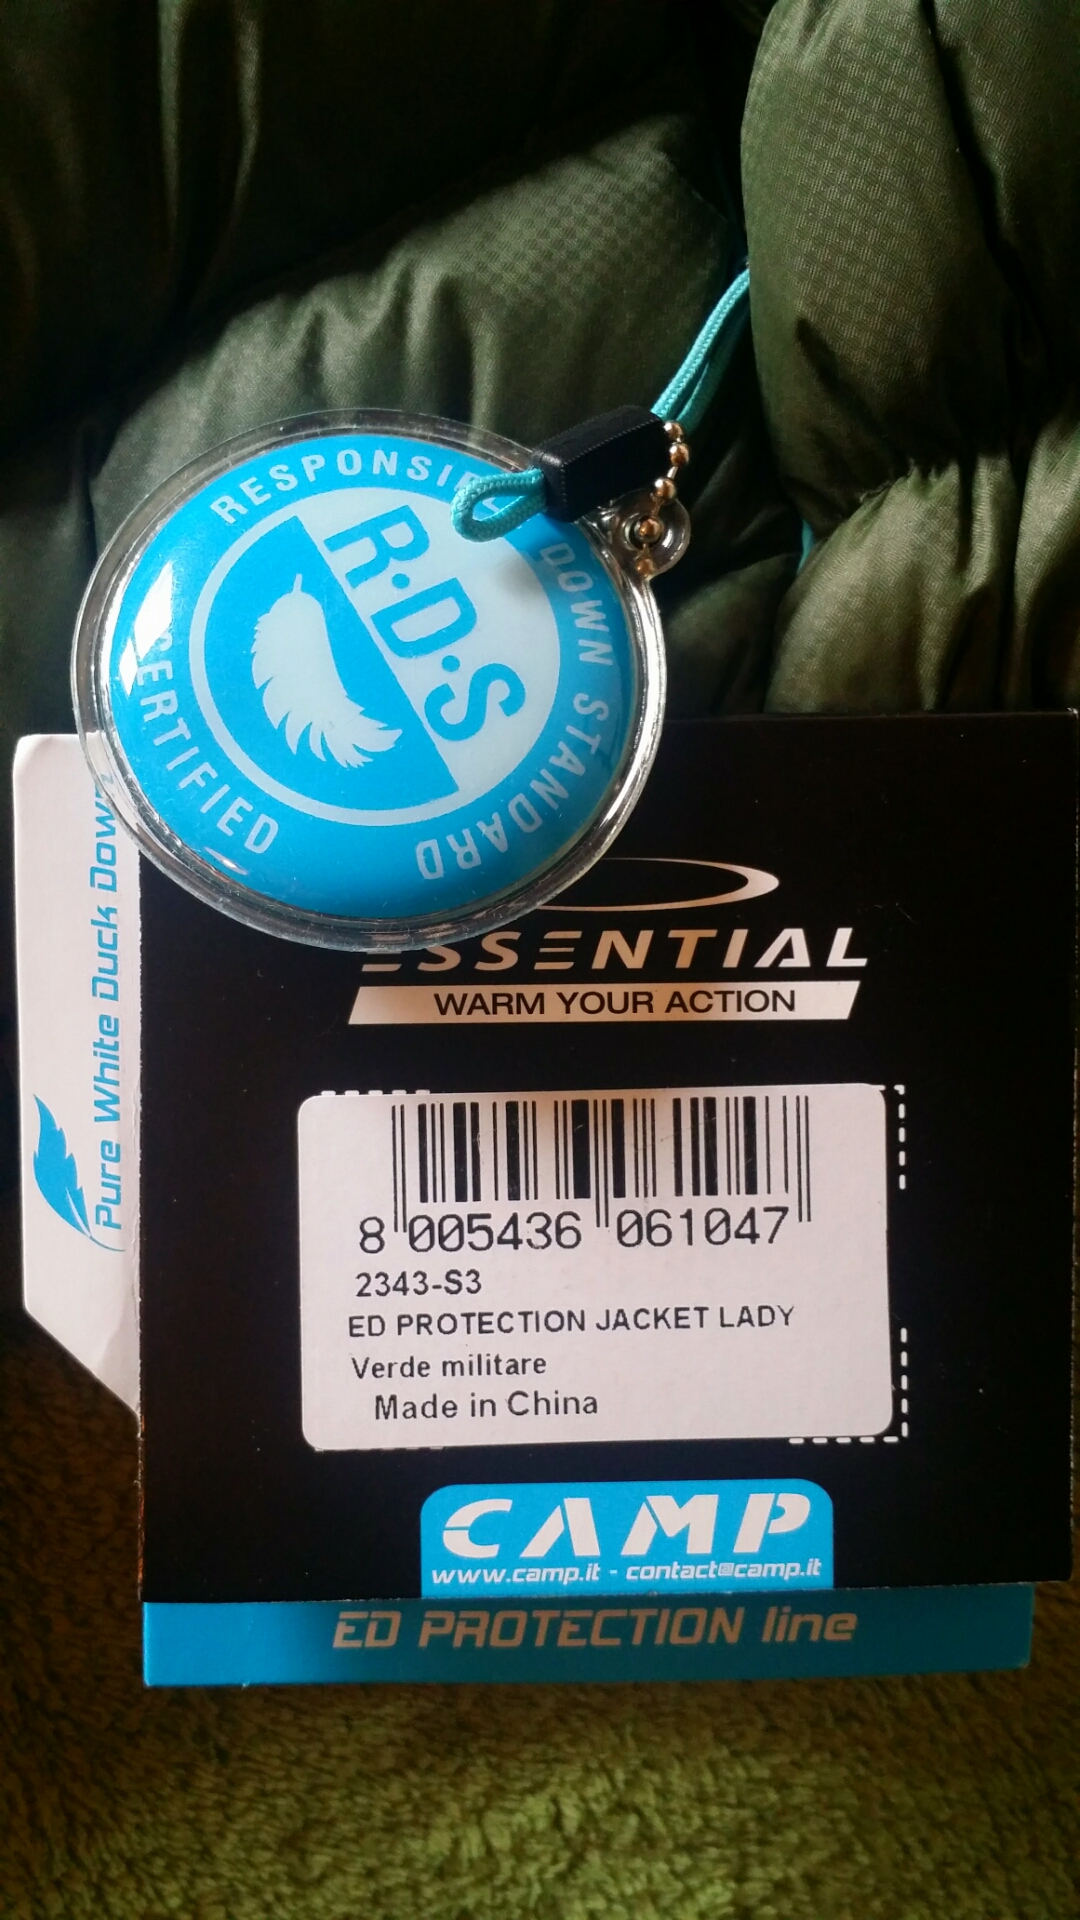 RESPONSIBLE
DOWN STANDARD
CERTIFIED
R·D·S
Pure White Duck Down
ESSENTIAL
WARM YOUR ACTION
8 005436 061047
2343-S3
ED PROTECTION JACKET LADY
Verde militare
Made in China
CAMP
www.camp.it - contact@camp.it
ED PROTECTION line